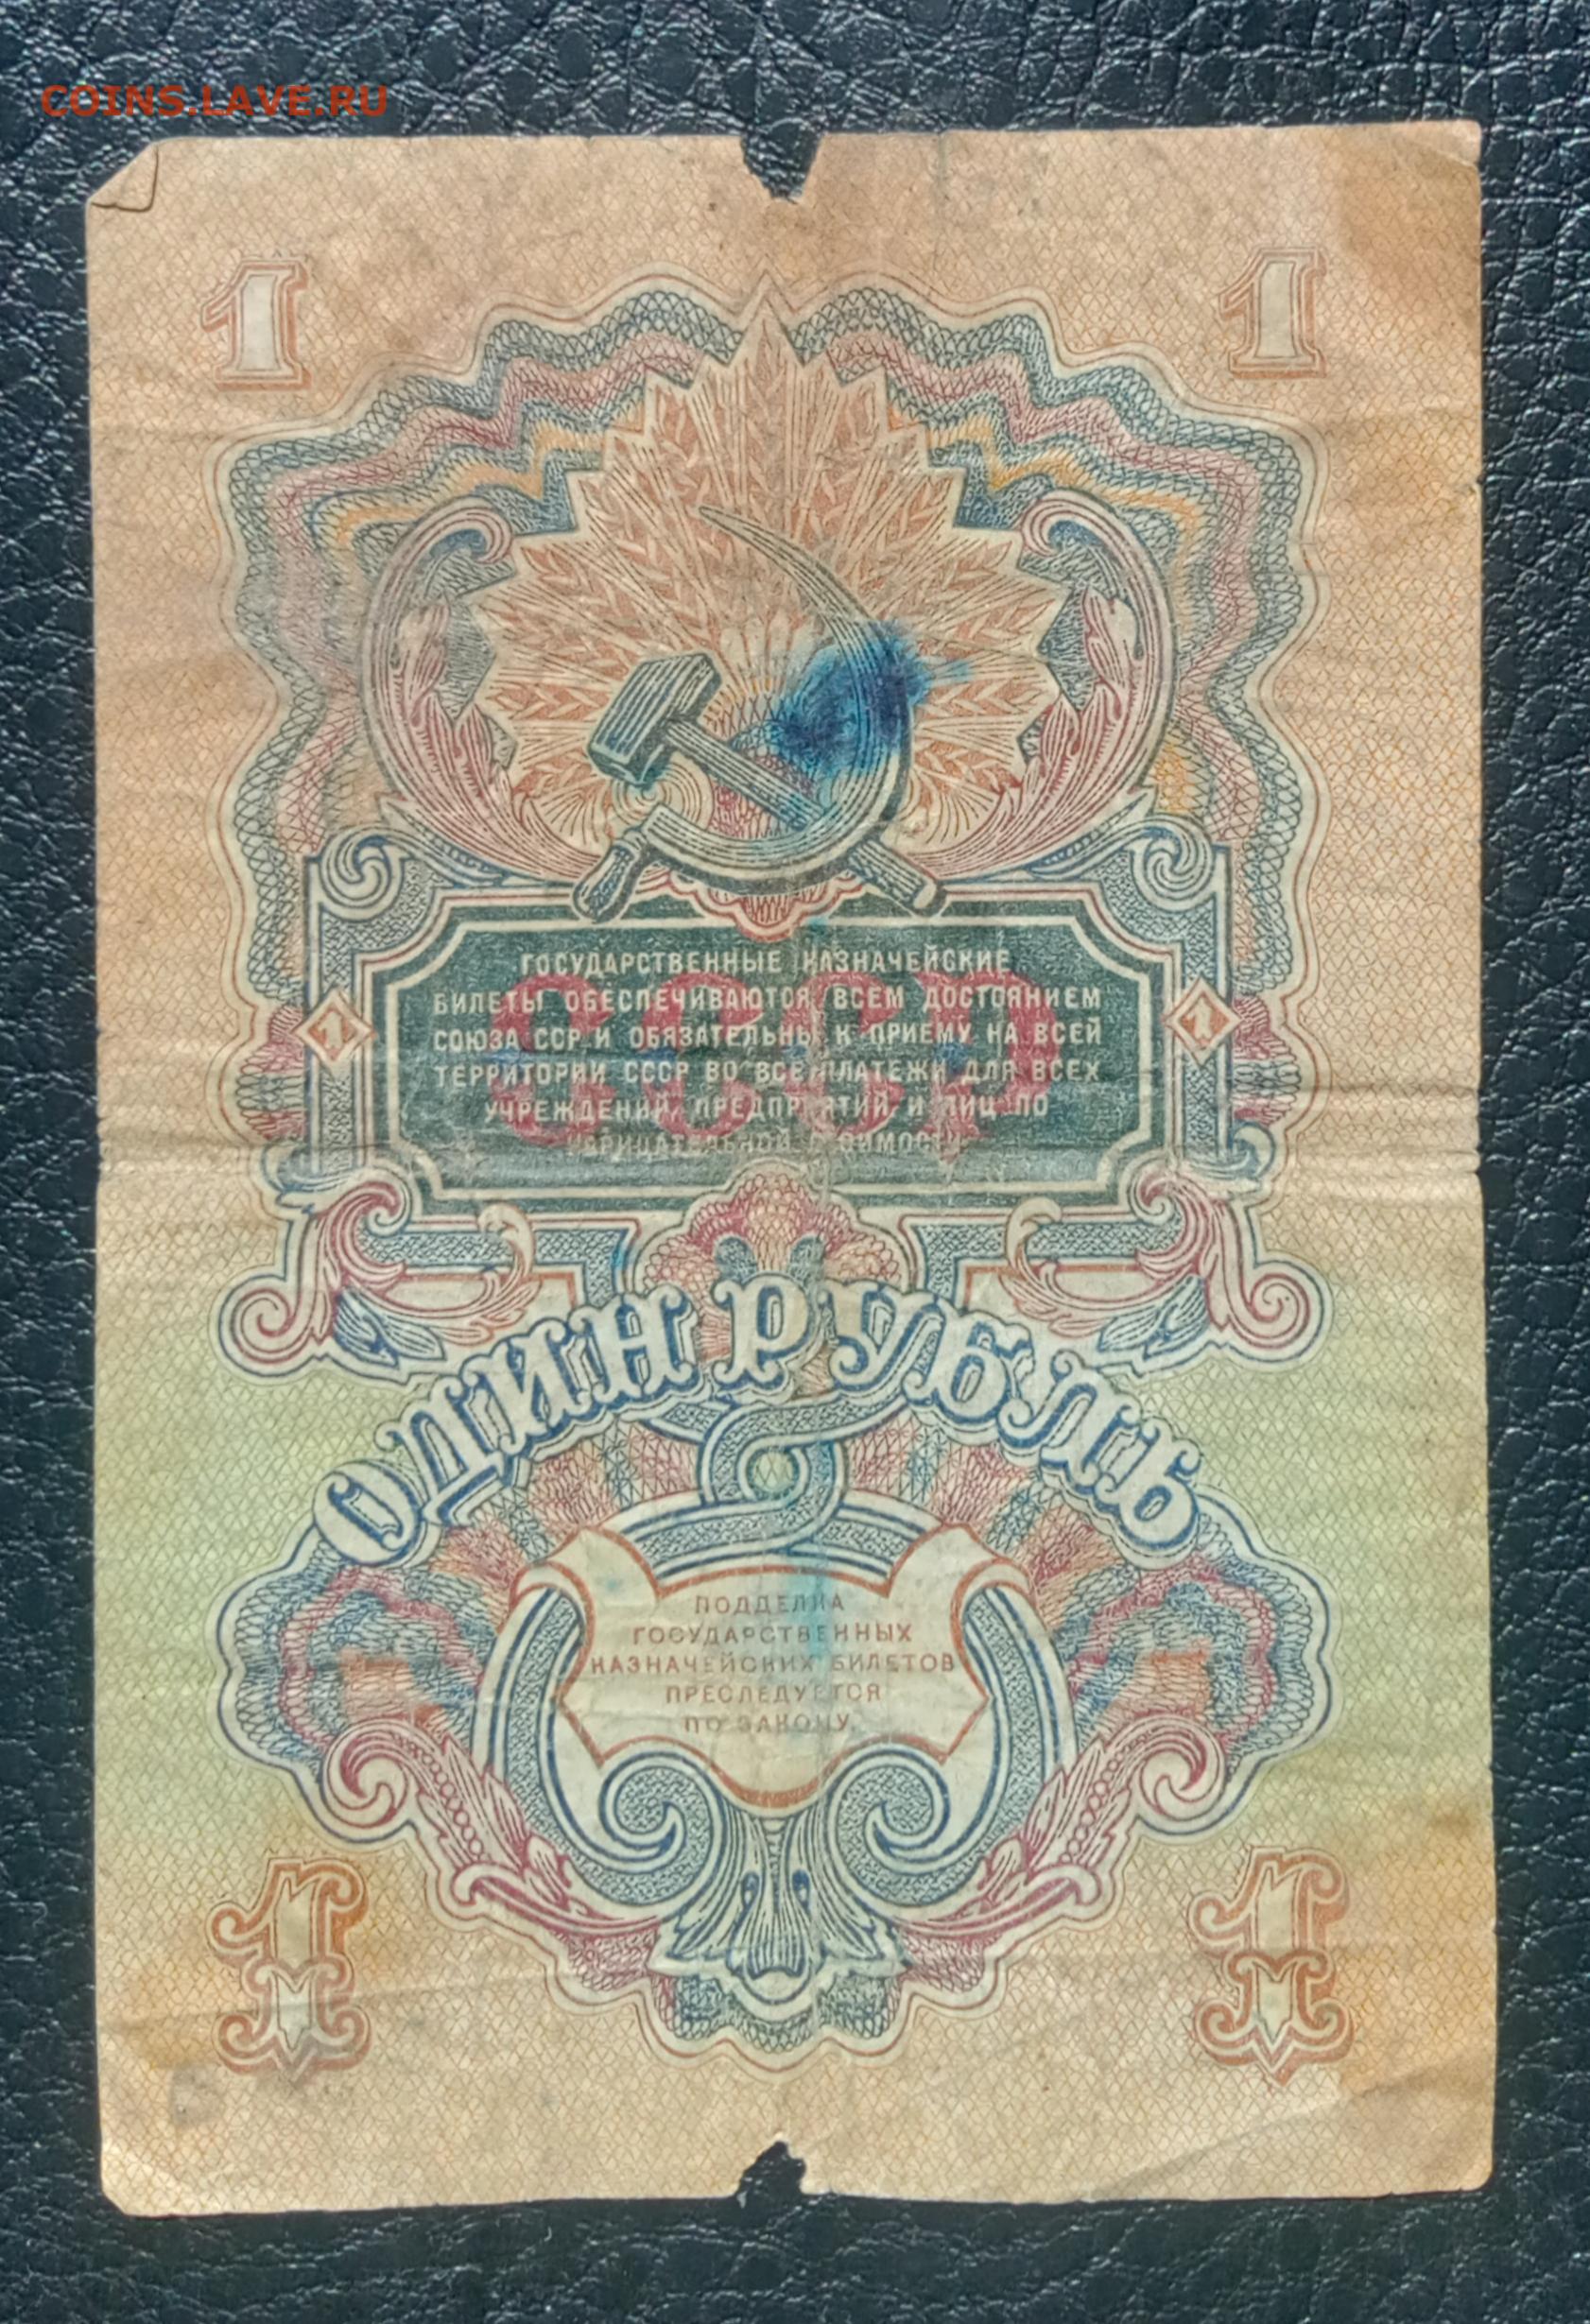 COINS.LAVE.RU
1 1
ГОСУДАРСТВЕННЫЕ КАЗНАЧЕЙСКИЕ
БИЛЕТЫ ОБЕСПЕЧИВАЮТСЯ ВСЕМ ДОСТОЯНИЕМ
СОЮЗА ССР И ОБЯЗАТЕЛЬНЫ К ПРИЕМУ НА ВСЕЙ
ТЕРРИТОРИИ СССР ВО ВСЕ ПЛАТЕЖИ ДЛЯ ВСЕХ
УЧРЕЖДЕНИЙ, ПРЕДПРИЯТИЙ И ЛИЦ ПО
НАРИЦАТЕЛЬНОЙ СТОИМОСТИ
СССР
1 1
ОДИН РУБЛЬ
ПОДДЕЛКА
ГОСУДАРСТВЕННЫХ
КАЗНАЧЕЙСКИХ БИЛЕТОВ
ПРЕСЛЕДУЕТСЯ
ПО ЗАКОНУ
1 1